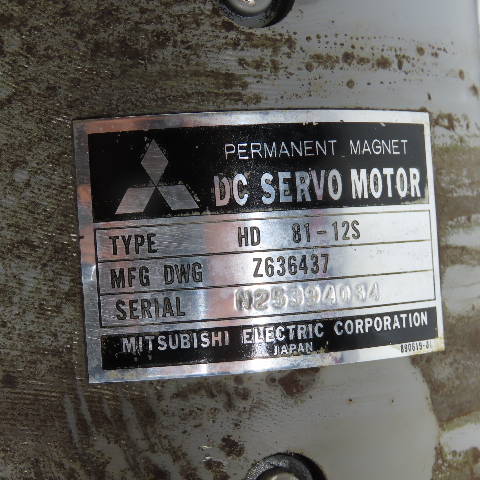 PERMANENT MAGNET
DC SERVO MOTOR
TYPE HD 81-12S
MFG DWG Z636437
SERIAL N25394034
MITSUBISHI ELECTRIC CORPORATION
JAPAN
890619-01